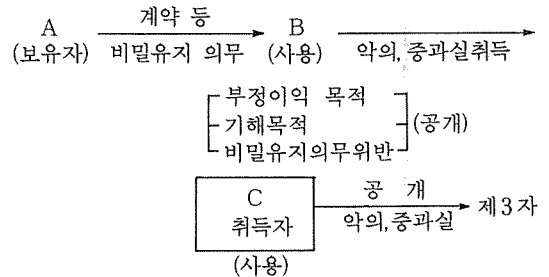 계약 등
A B
(보유자) 비밀유지 의무 (사용) 악의, 중과실취득
부정이익 목적
기해목적 (공개)
비밀유지의무위반
C 공 개
취득자 악의, 중과실 제3자
(사용)